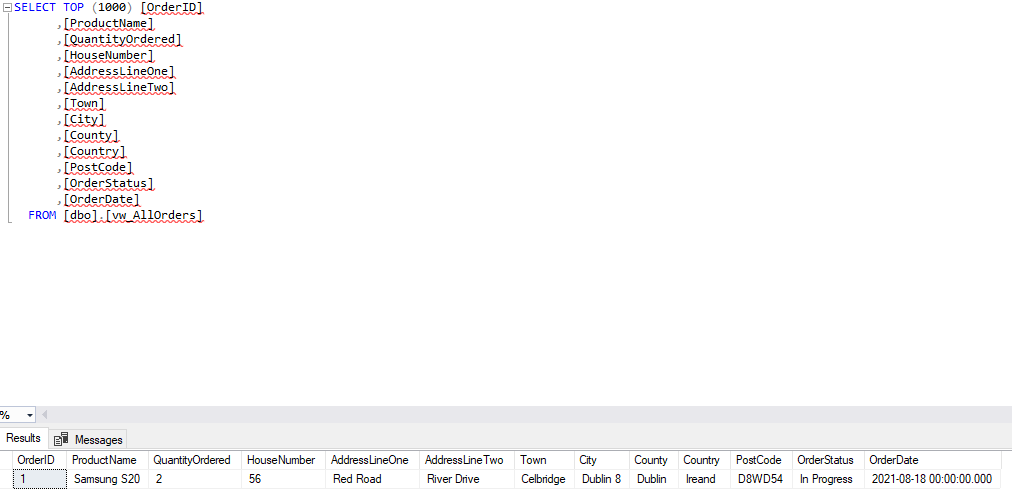 SELECT TOP (1000) [OrderID]
,[ProductName]
,[QuantityOrdered]
,[HouseNumber]
,[AddressLineOne]
,[AddressLineTwo]
,[Town]
,[City]
,[County]
,[Country]
,[PostCode]
,[OrderStatus]
,[OrderDate]
FROM [dbo].[vw_AllOrders]
%
Results Messages
OrderID ProductName QuantityOrdered HouseNumber AddressLineOne AddressLineTwo Town City County Country PostCode OrderStatus OrderDate
1 Samsung S20 2 56 Red Road River Drive Celbridge Dublin 8 Dublin Ireand D8WD54 In Progress 2021-08-18 00:00:00.000